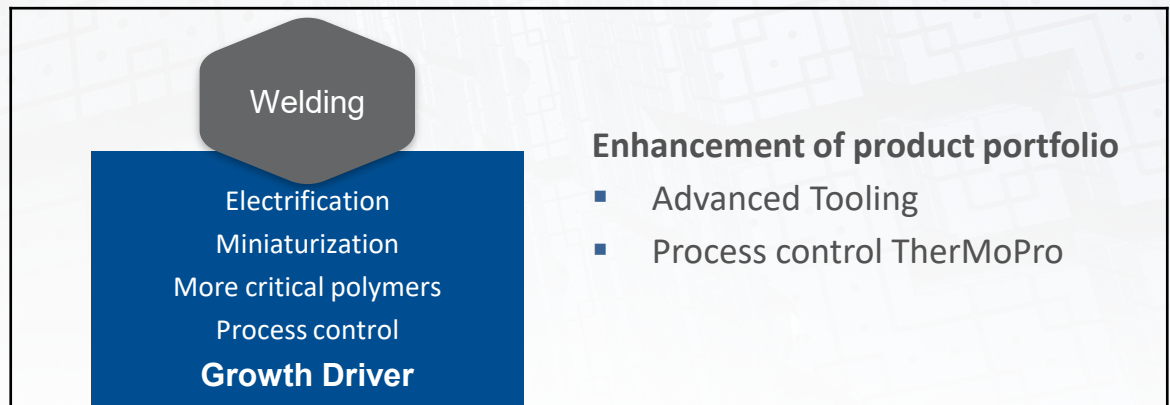 Welding
Electrification
Miniaturization
More critical polymers
Process control
Growth Driver
Enhancement of product portfolio
▪ Advanced Tooling
▪ Process control TherMoPro